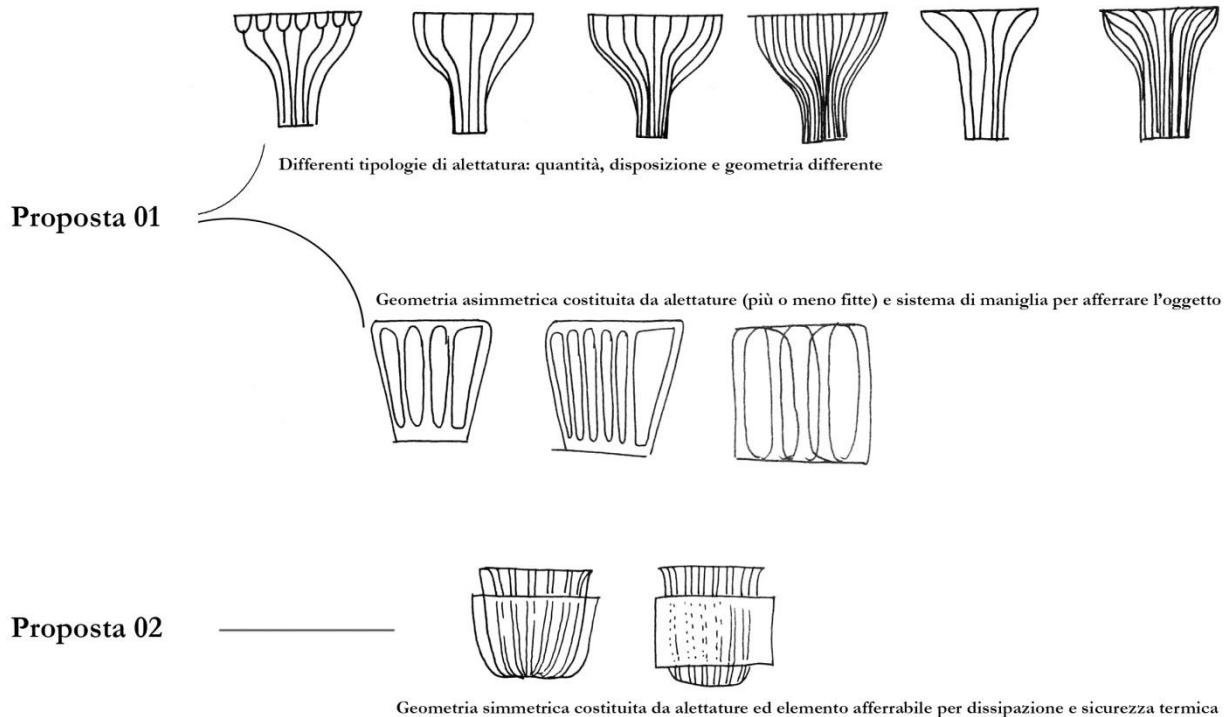 Differenti tipologie di alettatura: quantità, disposizione e geometria differente
Proposta 01
Geometria asimmetrica costituita da alettature (più o meno fitte) e sistema di maniglia per afferrare l’oggetto
Proposta 02
Geometria simmetrica costituita da alettature ed elemento afferrabile per dissipazione e sicurezza termica